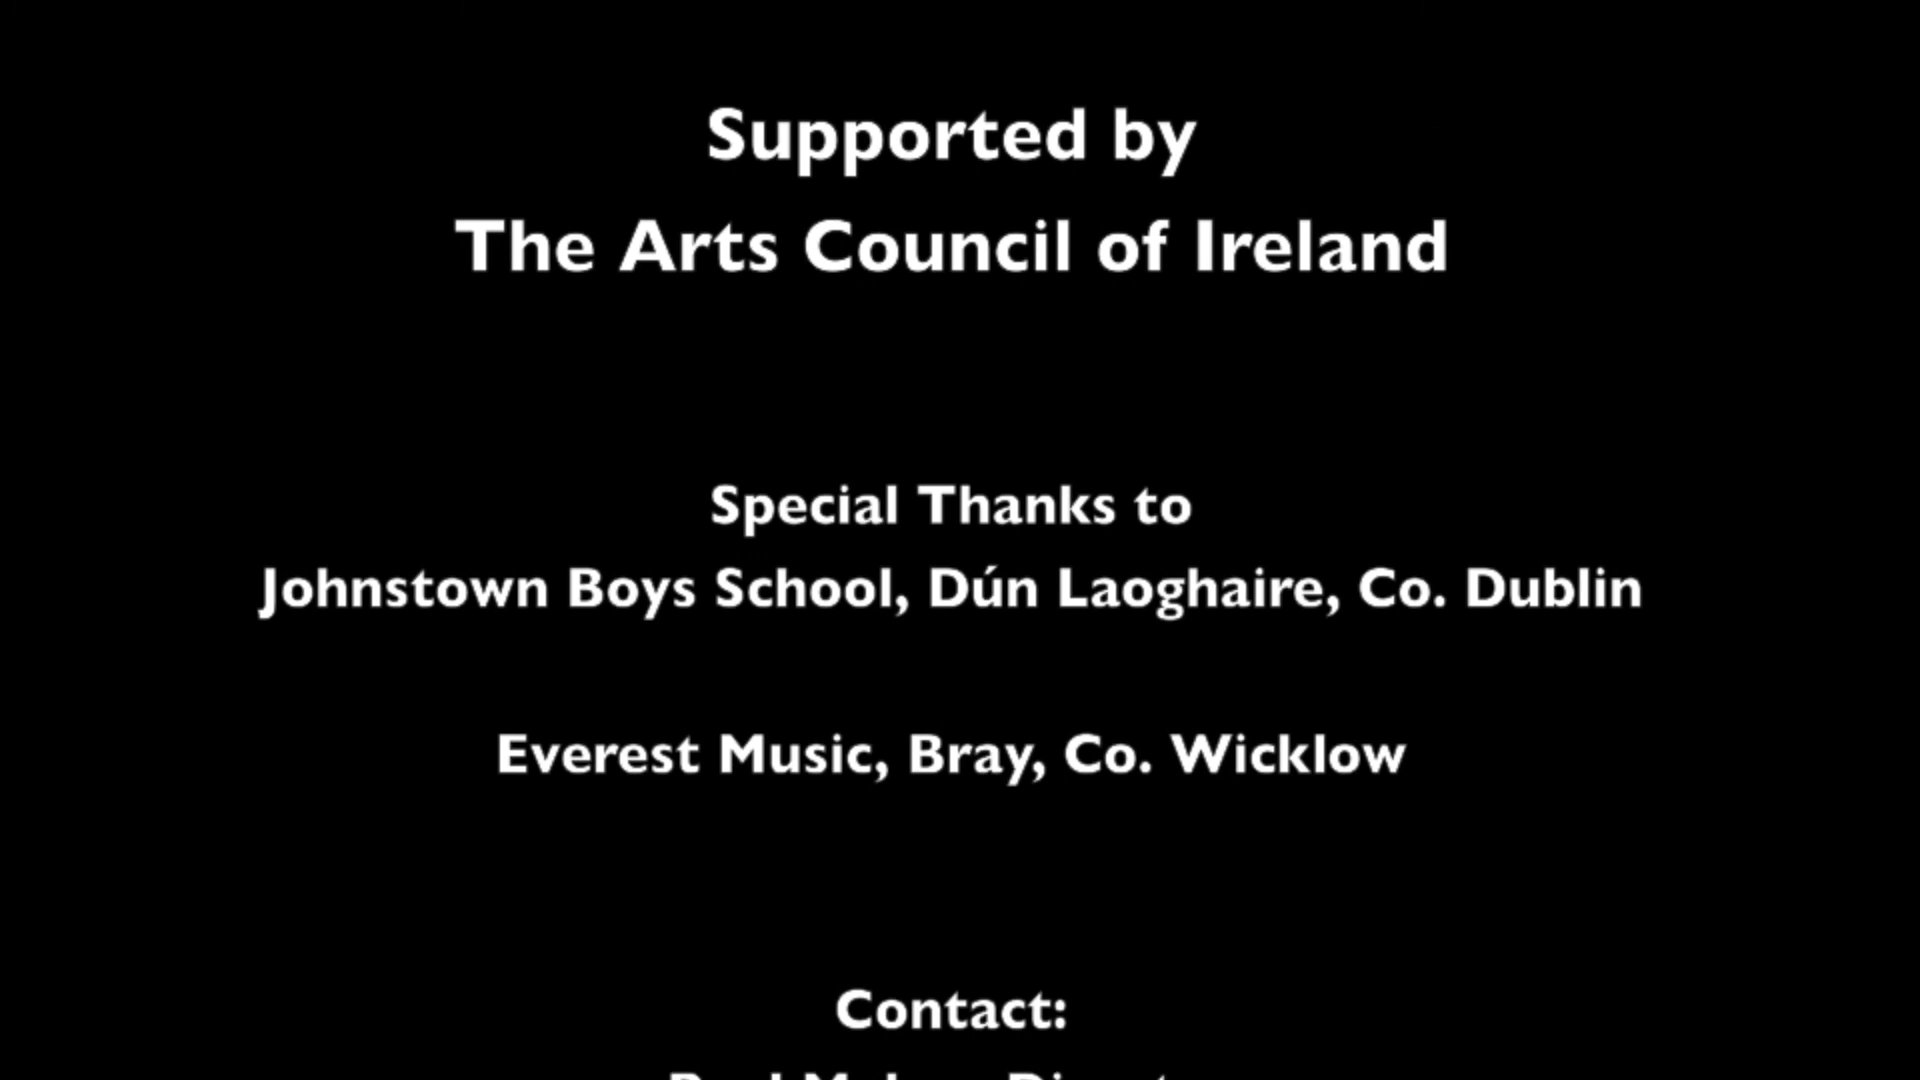 Supported by
The Arts Council of Ireland
Special Thanks to
Johnstown Boys School, Dún Laoghaire, Co. Dublin
Everest Music, Bray, Co. Wicklow
Contact: